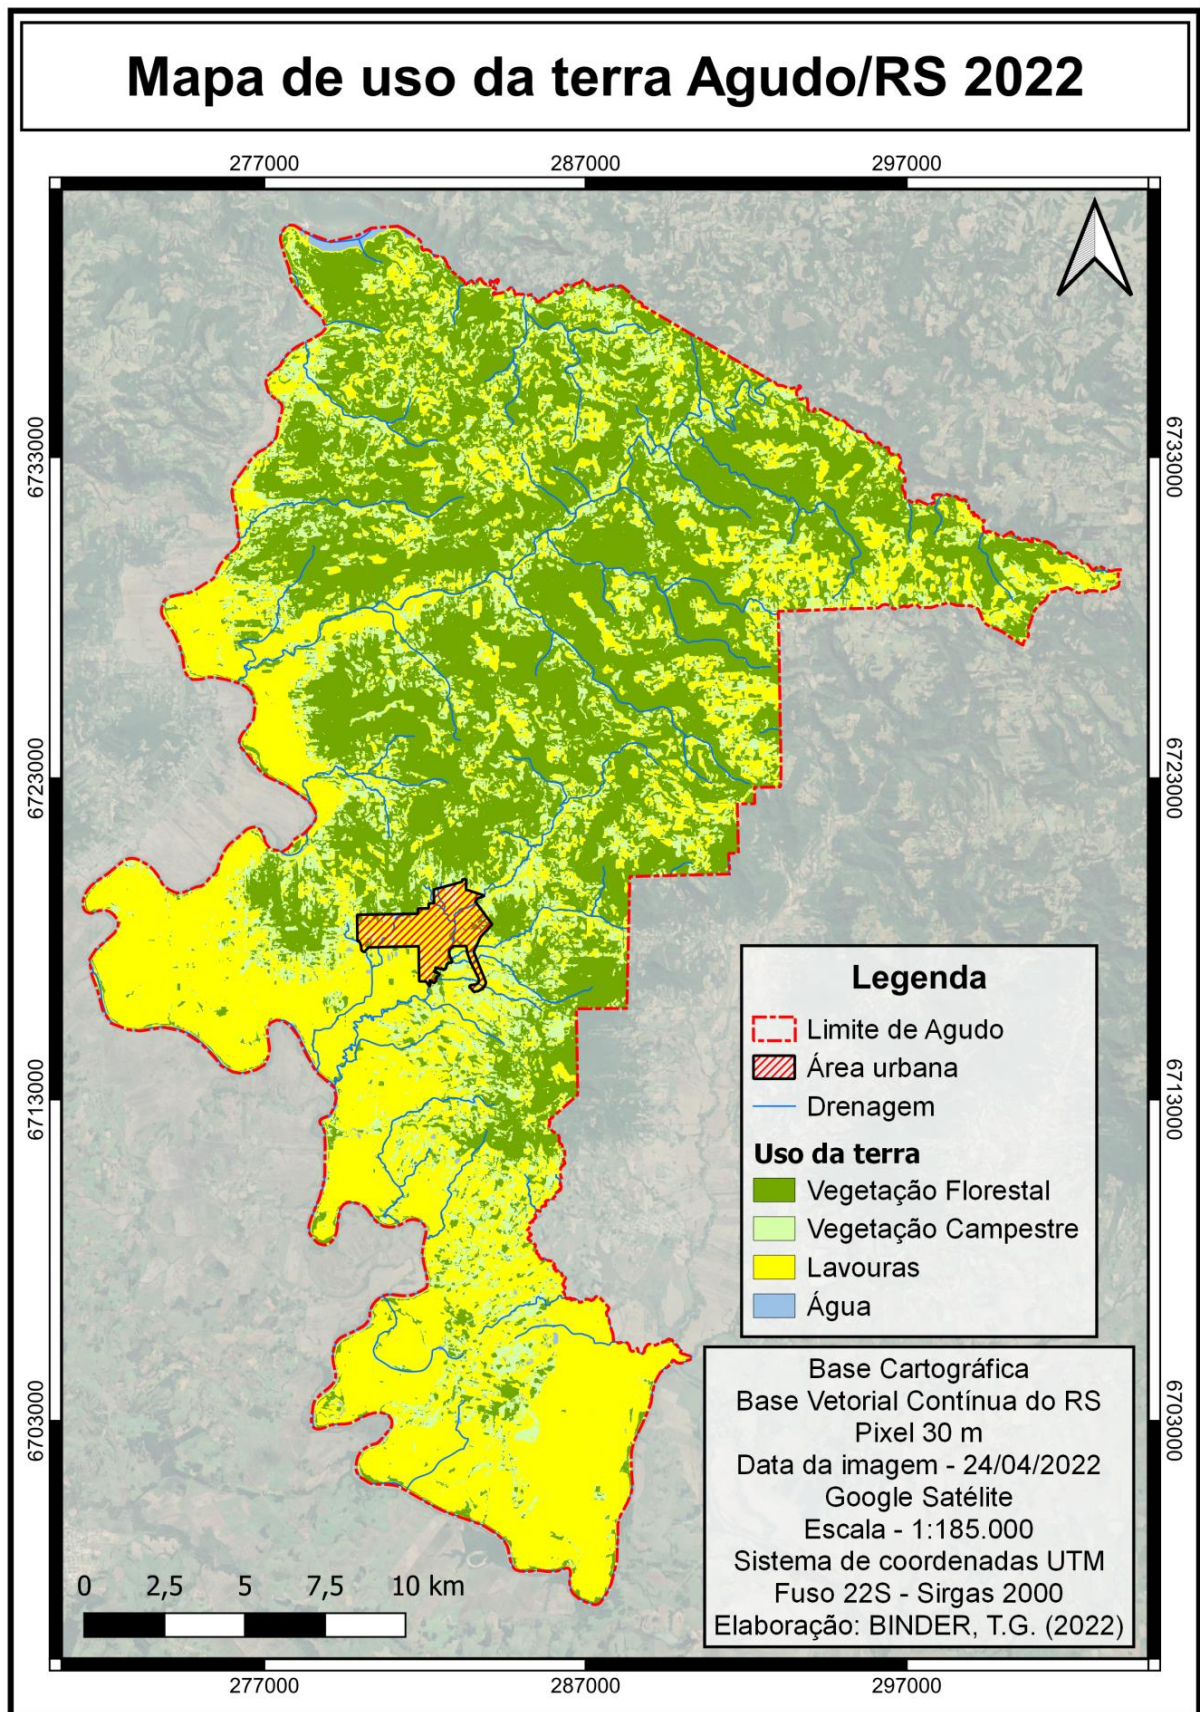 Mapa de uso da terra Agudo/RS 2022
277000
287000
297000
6733000
6733000
6723000
6723000
6713000
6713000
6703000
6703000
Legenda
Limite de Agudo
Área urbana
Drenagem
Uso da terra
Vegetação Florestal
Vegetação Campestre
Lavouras
Água
Base Cartográfica
Base Vetorial Contínua do RS
Pixel 30 m
Data da imagem - 24/04/2022
Google Satélite
Escala - 1:185.000
Sistema de coordenadas UTM
Fuso 22S - Sirgas 2000
Elaboração: BINDER, T.G. (2022)
0 2,5 5 7,5 10 km
277000
287000
297000